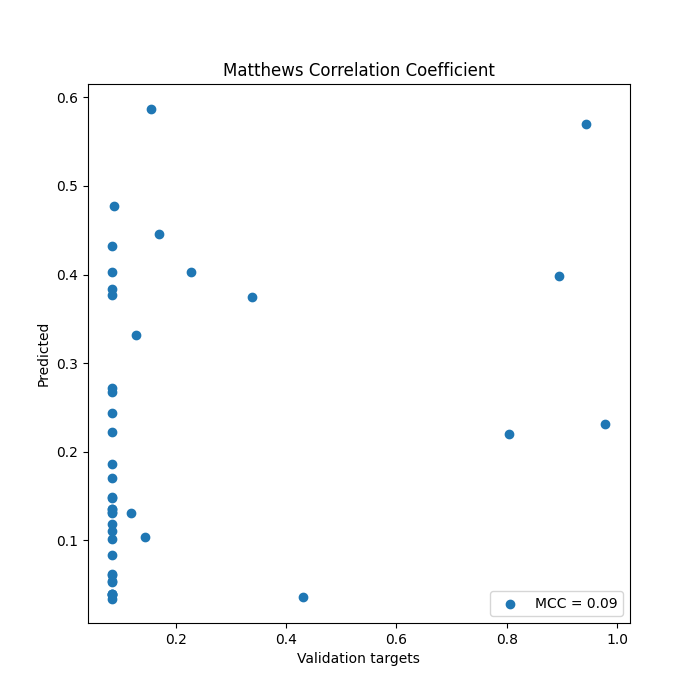 Matthews Correlation Coefficient
0.6
0.5
0.4
0.3
0.2
0.1
Predicted
MCC = 0.09
0.2 0.4 0.6 0.8 1.0
Validation targets